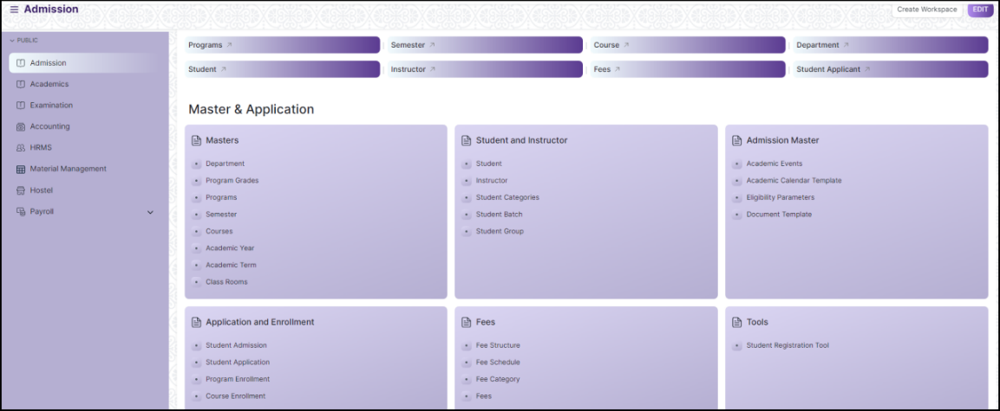 Admission
Create Workspace
EDIT
PUBLIC
Admission
Academics
Examination
Accounting
HRMS
Material Management
Hostel
Payroll
Programs
Semester
Course
Department
Student
Instructor
Fees
Student Applicant
Master & Application
Masters
Department
Program Grades
Programs
Semester
Courses
Academic Year
Academic Term
Class Rooms
Student and Instructor
Student
Instructor
Student Categories
Student Batch
Student Group
Admission Master
Academic Events
Academic Calendar Template
Eligibility Parameters
Document Template
Application and Enrollment
Student Admission
Student Application
Program Enrollment
Course Enrollment
Fees
Fee Structure
Fee Schedule
Fee Category
Fees
Tools
Student Registration Tool